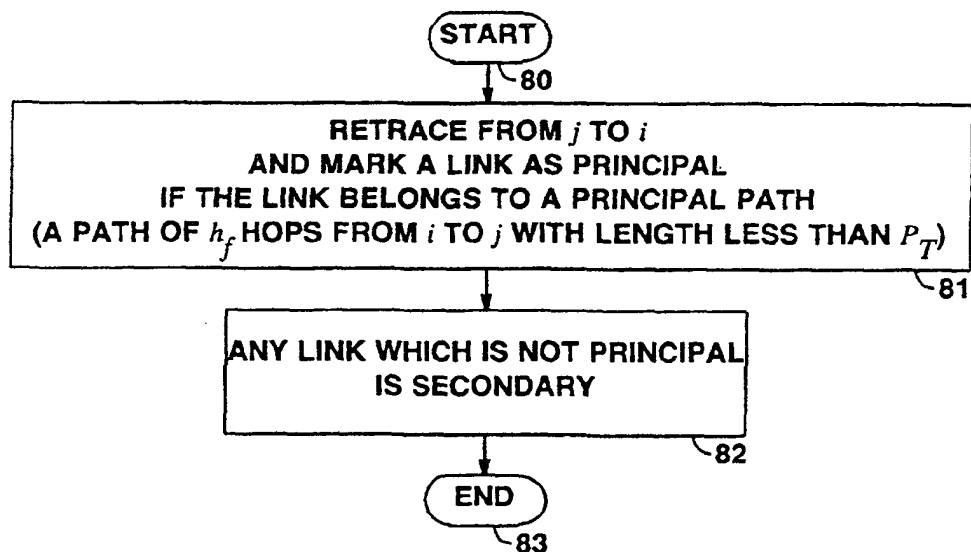 START
80
RETRACE FROM j TO i
AND MARK A LINK AS PRINCIPAL
IF THE LINK BELONGS TO A PRINCIPAL PATH
(A PATH OF h_f HOPS FROM i TO j WITH LENGTH LESS THAN P_T)
81
ANY LINK WHICH IS NOT PRINCIPAL
IS SECONDARY
82
END
83